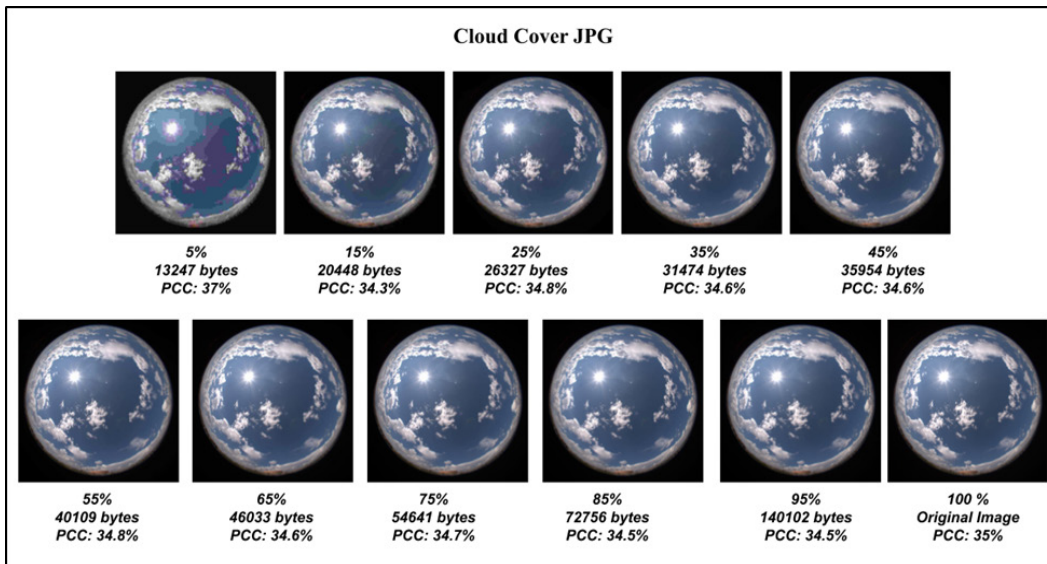 Cloud Cover JPG
5%
13247 bytes
PCC: 37%
15%
20448 bytes
PCC: 34.3%
25%
26327 bytes
PCC: 34.8%
35%
31474 bytes
PCC: 34.6%
45%
35954 bytes
PCC: 34.6%
55%
40109 bytes
PCC: 34.8%
65%
46033 bytes
PCC: 34.6%
75%
54641 bytes
PCC: 34.7%
85%
72756 bytes
PCC: 34.5%
95%
140102 bytes
PCC: 34.5%
100 %
Original Image
PCC: 35%